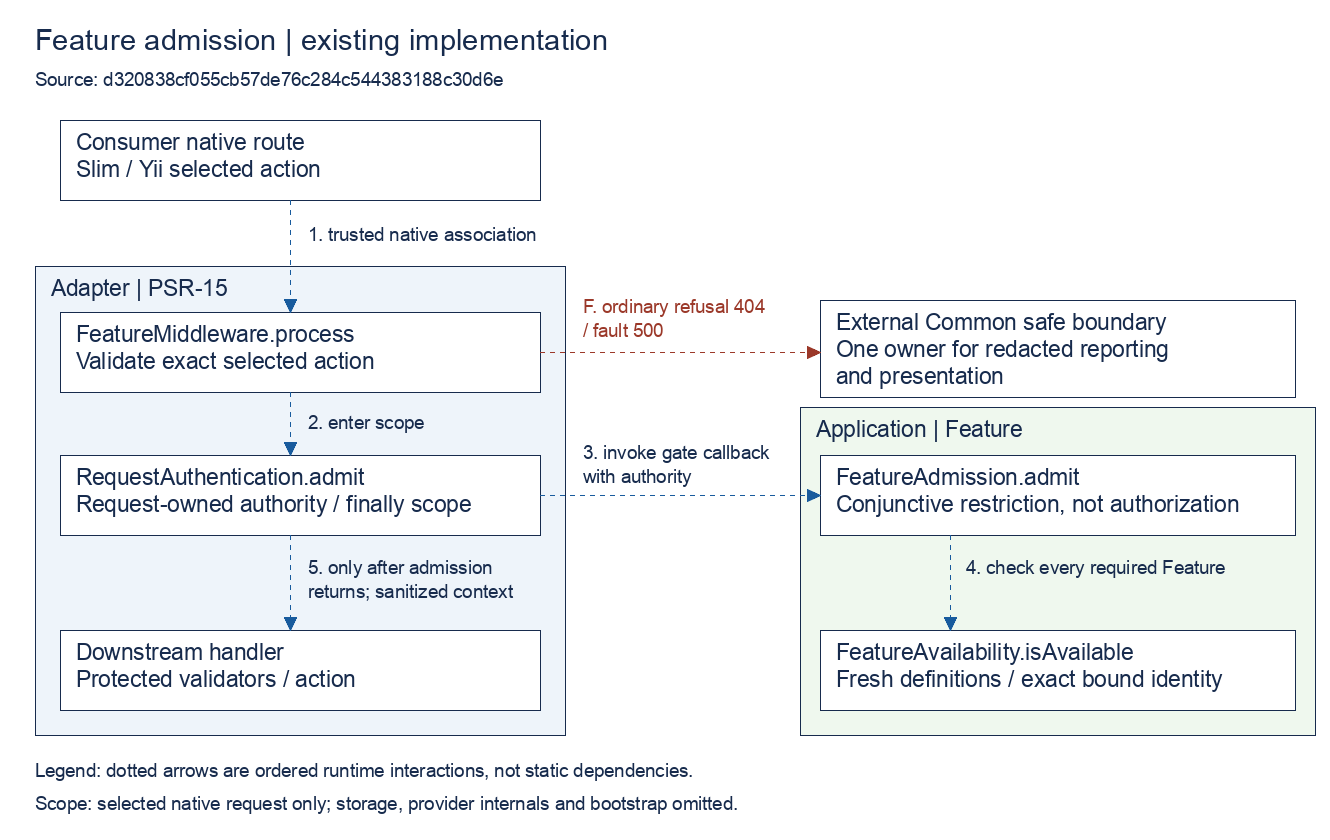 Feature admission | existing implementation
Source: d320838cf055cb57de76c284c544383188c30d6e
Consumer native route
Slim / Yii selected action
1. trusted native association
Adapter | PSR-15
FeatureMiddleware.process
Validate exact selected action
F. ordinary refusal 404
/ fault 500
External Common safe boundary
One owner for redacted reporting
and presentation
2. enter scope
Application | Feature
RequestAuthentication.admit
Request-owned authority / finally scope
3. invoke gate callback
with authority
FeatureAdmission.admit
Conjunctive restriction, not authorization
5. only after admission
returns; sanitized context
4. check every required Feature
Downstream handler
Protected validators / action
FeatureAvailability.isAvailable
Fresh definitions / exact bound identity
Legend: dotted arrows are ordered runtime interactions, not static dependencies.
Scope: selected native request only; storage, provider internals and bootstrap omitted.